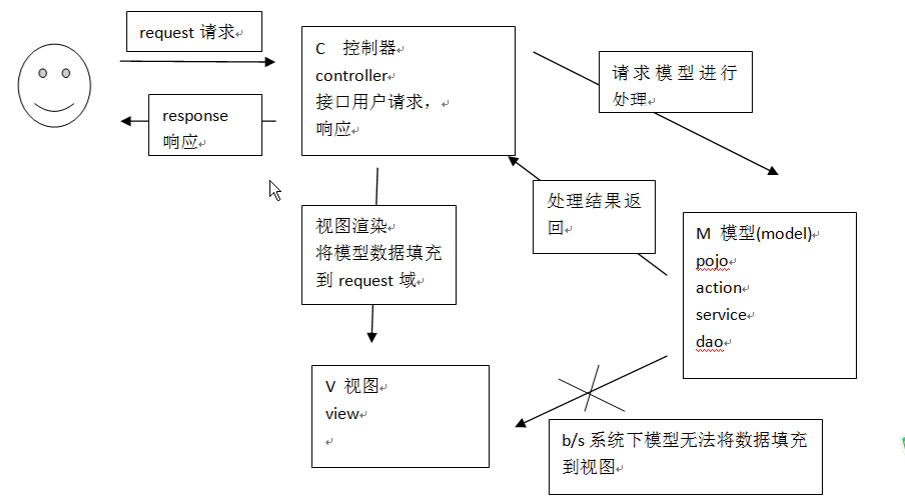 request 请求
response
响应
C 控制器
controller
接口用户请求，
响应
请求模型进行
处理
处理结果返
回
视图渲染
将模型数据填充
到 request 域
M 模型(model)
pojo
action
service
dao
V 视图
view
b/s 系统下模型无法将数据填充
到视图